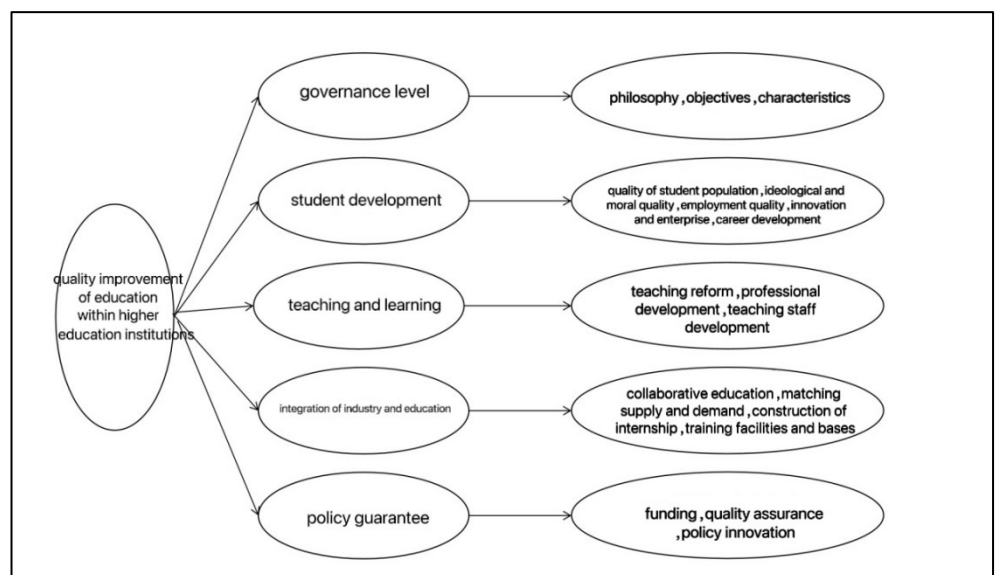 governance level
philosophy ,objectives ,characteristics
student development
quality of student population ,ideological and
moral quality ,employment quality ,innovation
and enterprise ,career development
quality improvement
of education
within higher
education institutions
teaching and learning
teaching reform ,professional
development ,teaching staff
development
integration of industry and education
collaborative education ,matching
supply and demand ,construction of
internship ,training facilities and bases
policy guarantee
funding ,quality assurance
,policy innovation